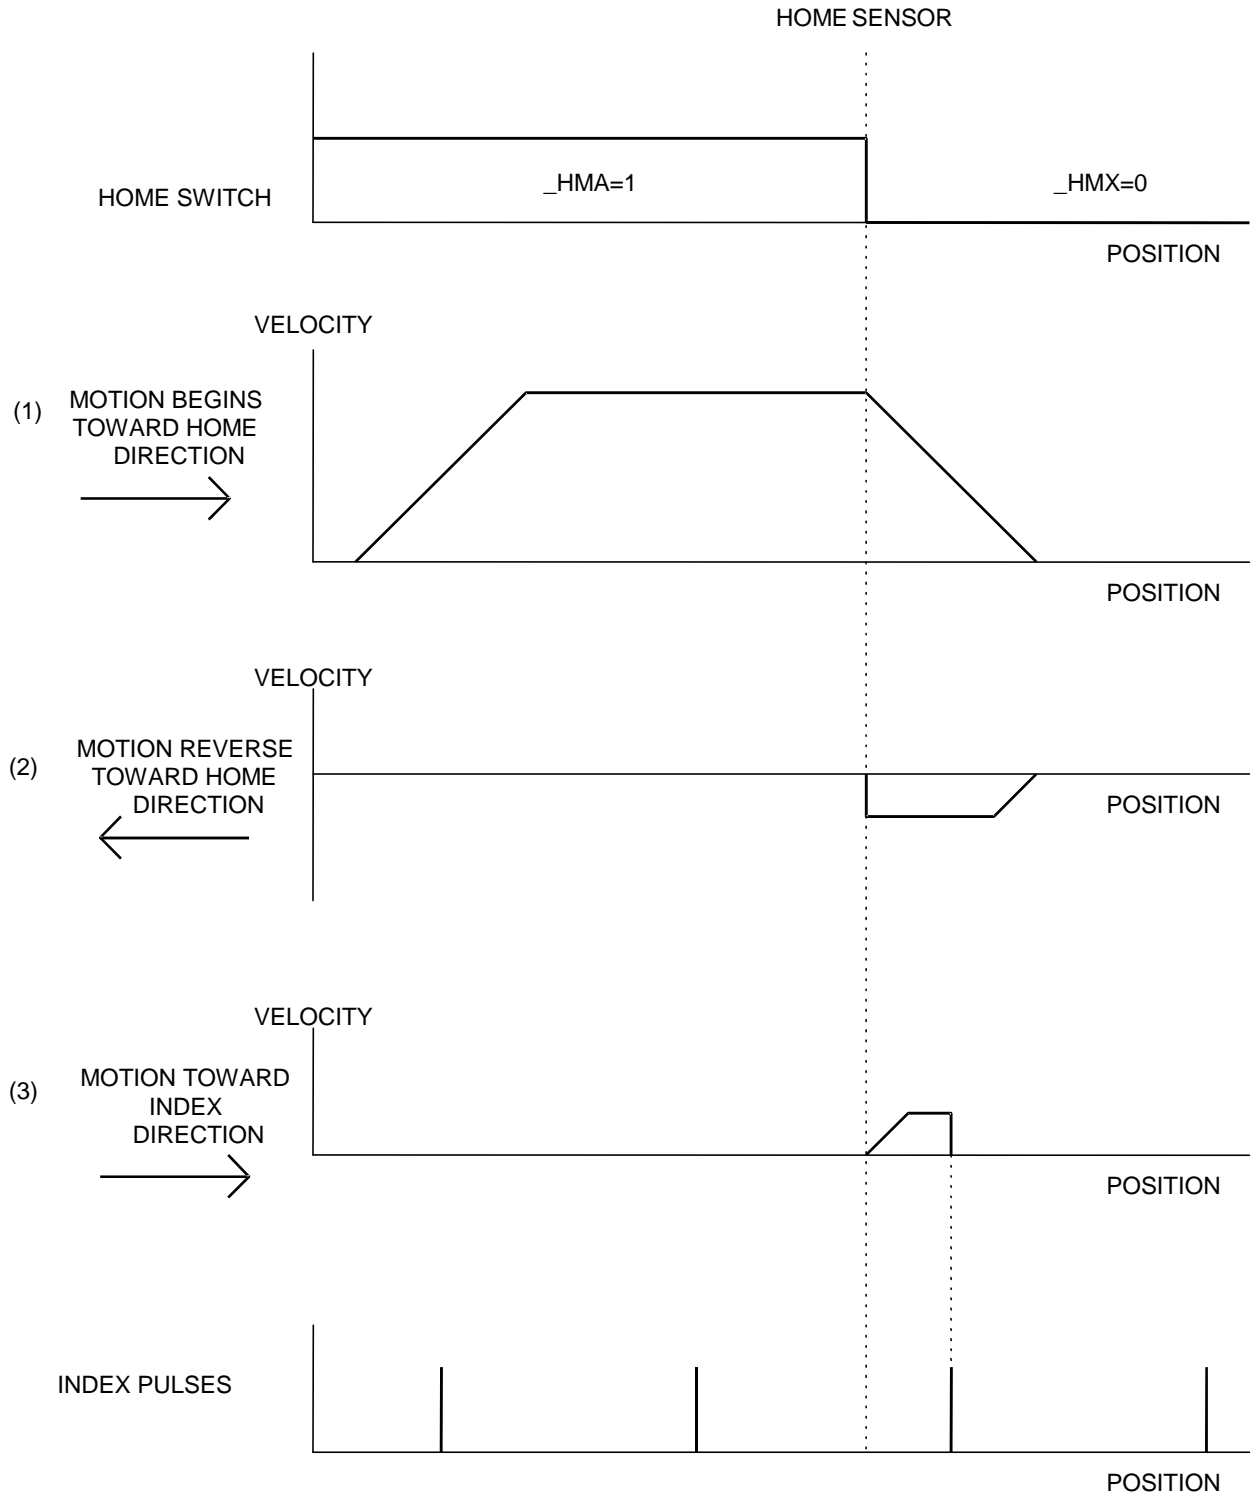 HOME SENSOR
_HMA=1
_HMX=0
HOME SWITCH
POSITION
VELOCITY
(1)
MOTION BEGINS
TOWARD HOME
DIRECTION
POSITION
VELOCITY
(2)
MOTION REVERSE
TOWARD HOME
DIRECTION
POSITION
VELOCITY
(3)
MOTION TOWARD
INDEX
DIRECTION
POSITION
INDEX PULSES
POSITION